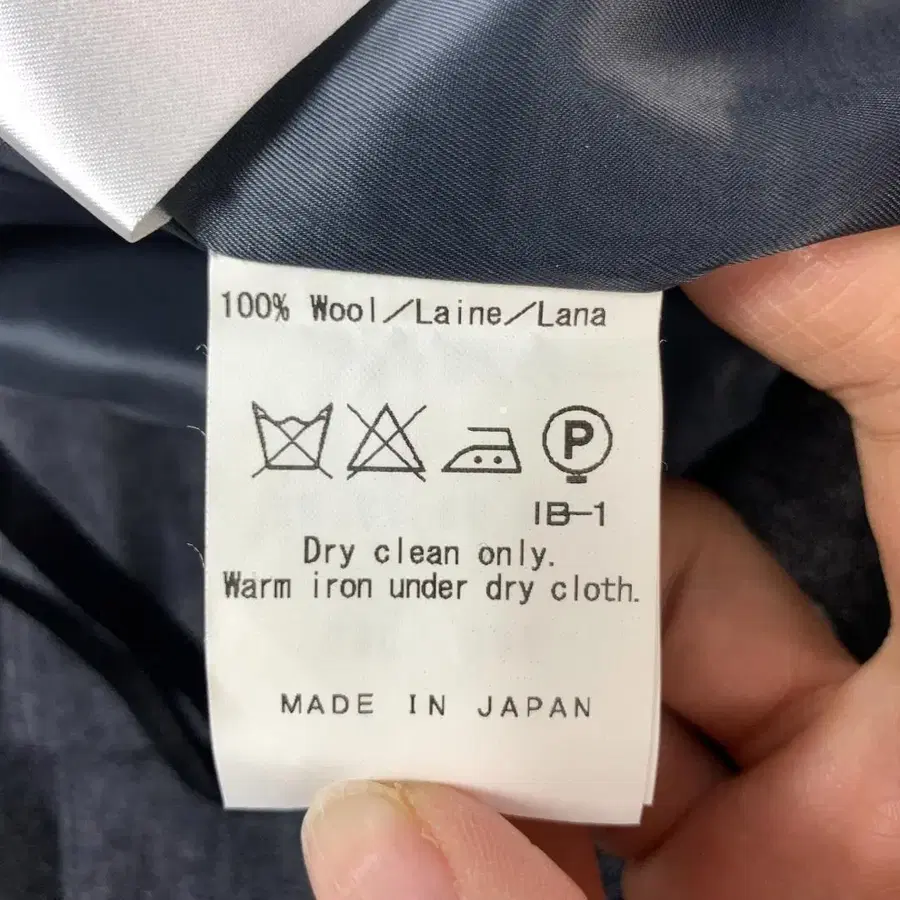 100% Wool/Laine/Lana
P
IB-1
Dry clean only.
Warm iron under dry cloth.
MADE IN JAPAN